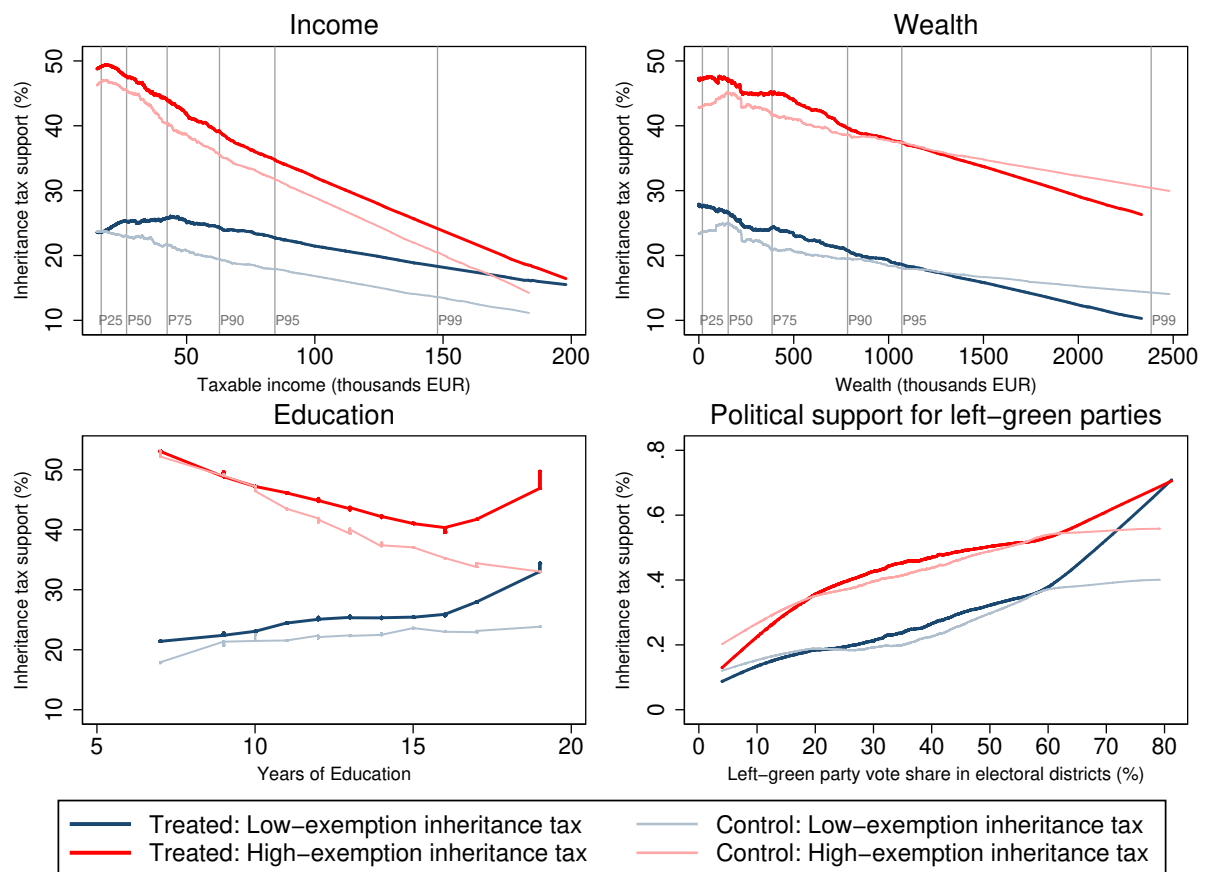 Income
Inheritance tax support (%)
50
40
30
20
10
P25
P50
P75
P90
P95
P99
50
100
150
200
Taxable income (thousands EUR)
Wealth
Inheritance tax support (%)
50
40
30
20
10
P25
P50
P75
P90
P95
P99
0
500
1000
1500
2000
2500
Wealth (thousands EUR)
Education
Inheritance tax support (%)
50
40
30
20
10
5
10
15
20
Years of Education
Political support for left-green parties
Inheritance tax support (%)
.8
.6
.4
.2
0
0
10
20
30
40
50
60
70
80
Left-green party vote share in electoral districts (%)
Treated: Low-exemption inheritance tax
Control: Low-exemption inheritance tax
Treated: High-exemption inheritance tax
Control: High-exemption inheritance tax